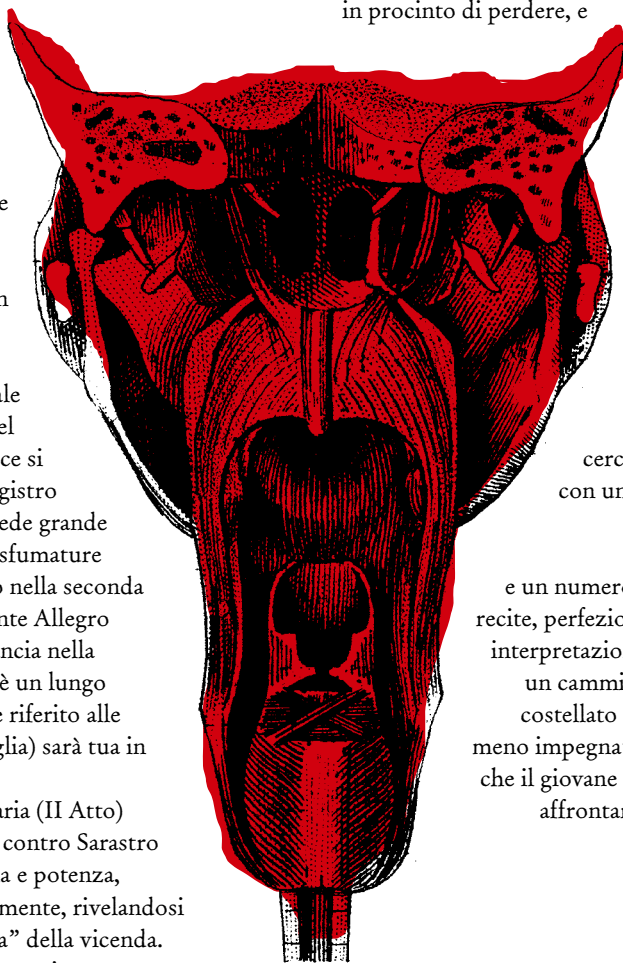 in procinto di perdere, e
e
n
ale
el
ce si
gistro
ede grande
sfumature
o nella seconda
nte Allegro
ncia nella
è un lungo
e riferito alle
glia) sarà tua in
aria (II Atto)
contro Sarastro
a e potenza,
mente, rivelandosi
a” della vicenda.
cerc
con un
e un numero
recite, perfezio
interpretazio
un cammi
costellato
meno impegna
che il giovane
affrontar